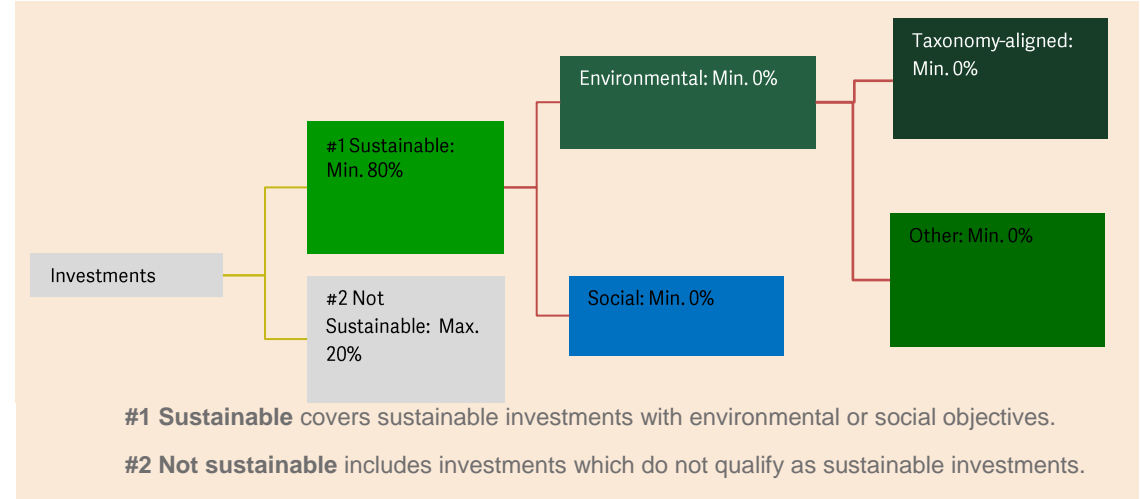 Investments
#1 Sustainable:
Min. 80%
#2 Not
Sustainable: Max.
20%
Environmental: Min. 0%
Social: Min. 0%
Taxonomy-aligned:
Min. 0%
Other: Min. 0%
#1 Sustainable covers sustainable investments with environmental or social objectives.
#2 Not sustainable includes investments which do not qualify as sustainable investments.